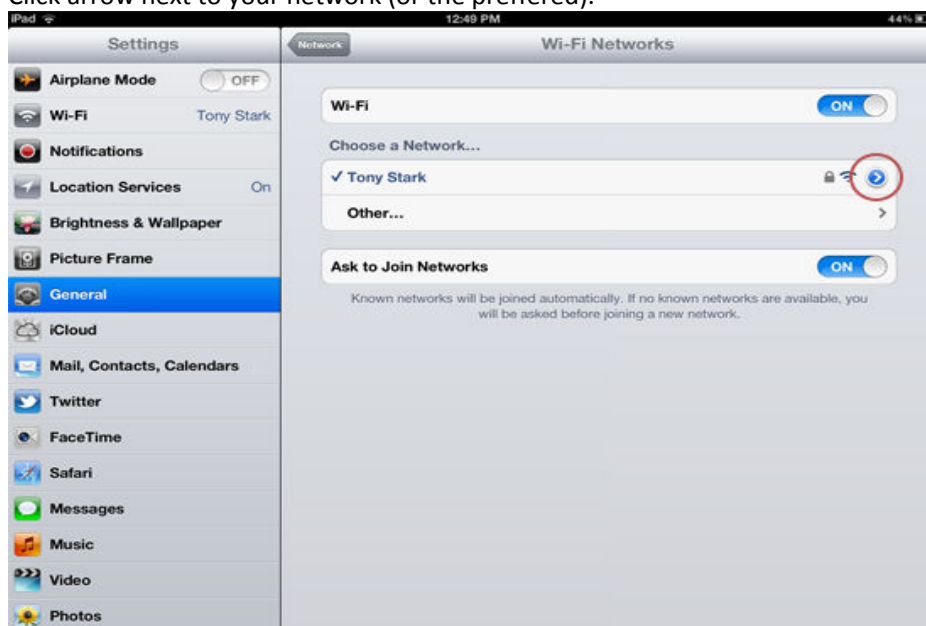 Click arrow next to your network (or the preferred).
iPad 12:49 PM 44%
Settings
Network
Wi-Fi Networks
Airplane Mode OFF
Wi-Fi Tony Stark
Notifications
Location Services On
Brightness & Wallpaper
Picture Frame
General
iCloud
Mail, Contacts, Calendars
Twitter
FaceTime
Safari
Messages
Music
Video
Photos
Wi-Fi ON
Choose a Network...
✓ Tony Stark
Other...
Ask to Join Networks ON
Known networks will be joined automatically. If no known networks are available, you
will be asked before joining a new network.